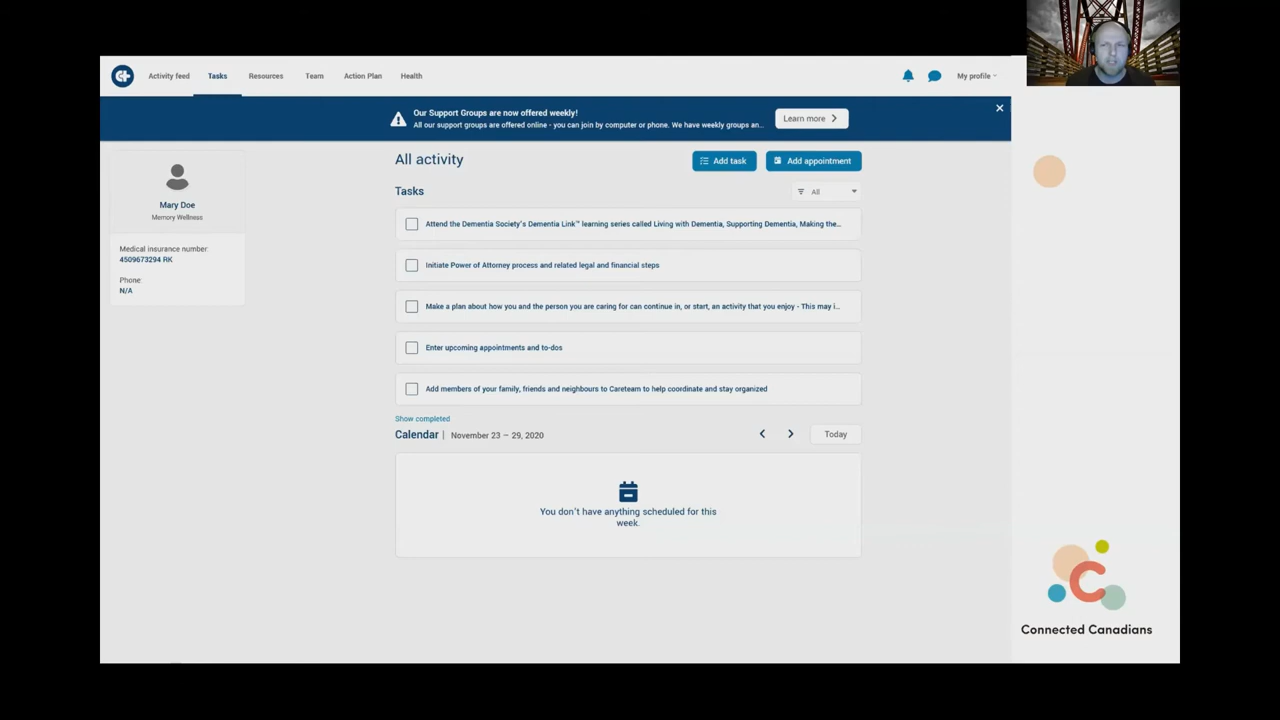 Activity feed
Tasks
Resources
Team
Action Plan
Health
My profile
Our Support Groups are now offered weekly!
All our support groups are offered online - you can join by computer or phone. We have weekly groups an...
Learn more
Mary Doe
Memory Wellness
Medical insurance number:
4509673294 RK
Phone:
N/A
All activity
Add task
Add appointment
Tasks
All
Attend the Dementia Society's Dementia Link™ learning series called Living with Dementia, Supporting Dementia, Making the...
Initiate Power of Attorney process and related legal and financial steps
Make a plan about how you and the person you are caring for can continue in, or start, an activity that you enjoy - This may i...
Enter upcoming appointments and to-dos
Add members of your family, friends and neighbours to Careteam to help coordinate and stay organized
Show completed
Calendar | November 23 – 29, 2020
Today
You don't have anything scheduled for this
week.
Connected Canadians